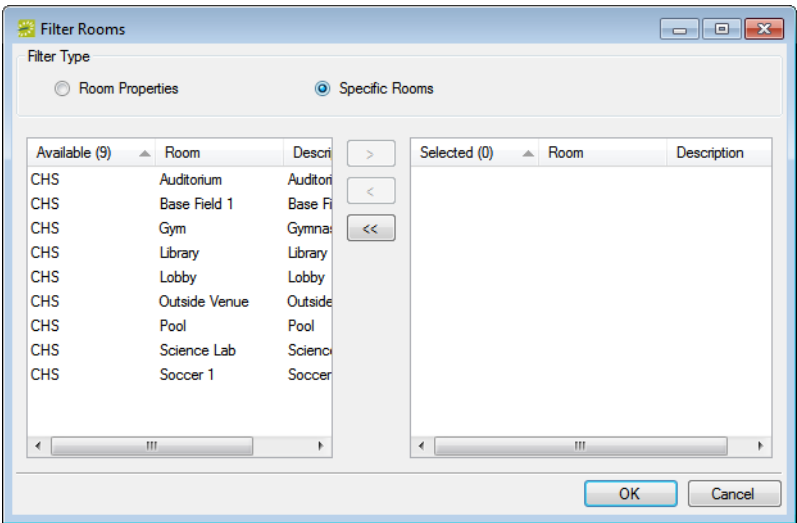 Filter Rooms
Filter Type
Room Properties Specific Rooms
Available (9) Room Descri > Selected (0) Room Description
CHS Auditorium Auditori
CHS Base Field 1 Base Fi <
CHS Gym Gymnas <<
CHS Library Library
CHS Lobby Lobby
CHS Outside Venue Outside
CHS Pool Pool
CHS Science Lab Science
CHS Soccer 1 Soccer
OK Cancel